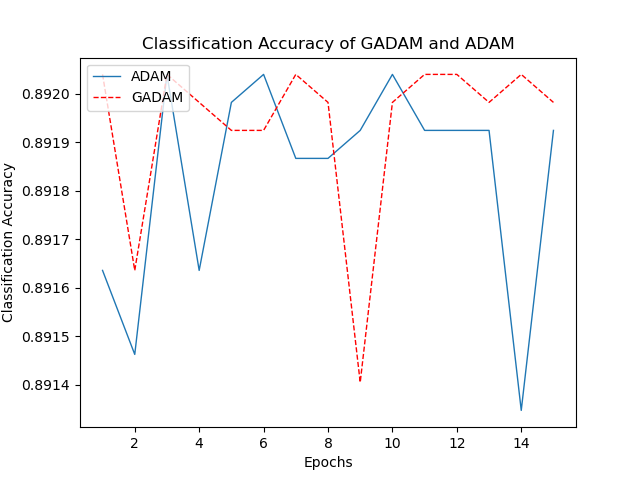 Classification Accuracy of GADAM and ADAM
ADAM
GADAM
0.8920
0.8919
0.8918
0.8917
0.8916
0.8915
0.8914
Classification Accuracy
2 4 6 8 10 12 14
Epochs